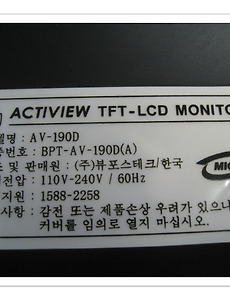 ACTIVIEW TFT-LCD MONITO
명 : AV-190D
번호 : BPT-AV-190D(A)
및 판매원 : (주)뷰포스테크/한국
전압 : 110V-240V / 60Hz
지원 : 1588-2258
사항 : 감전 또는 제품손상 우려가 있으니
커버를 임의로 열지 마십시오.
MIC